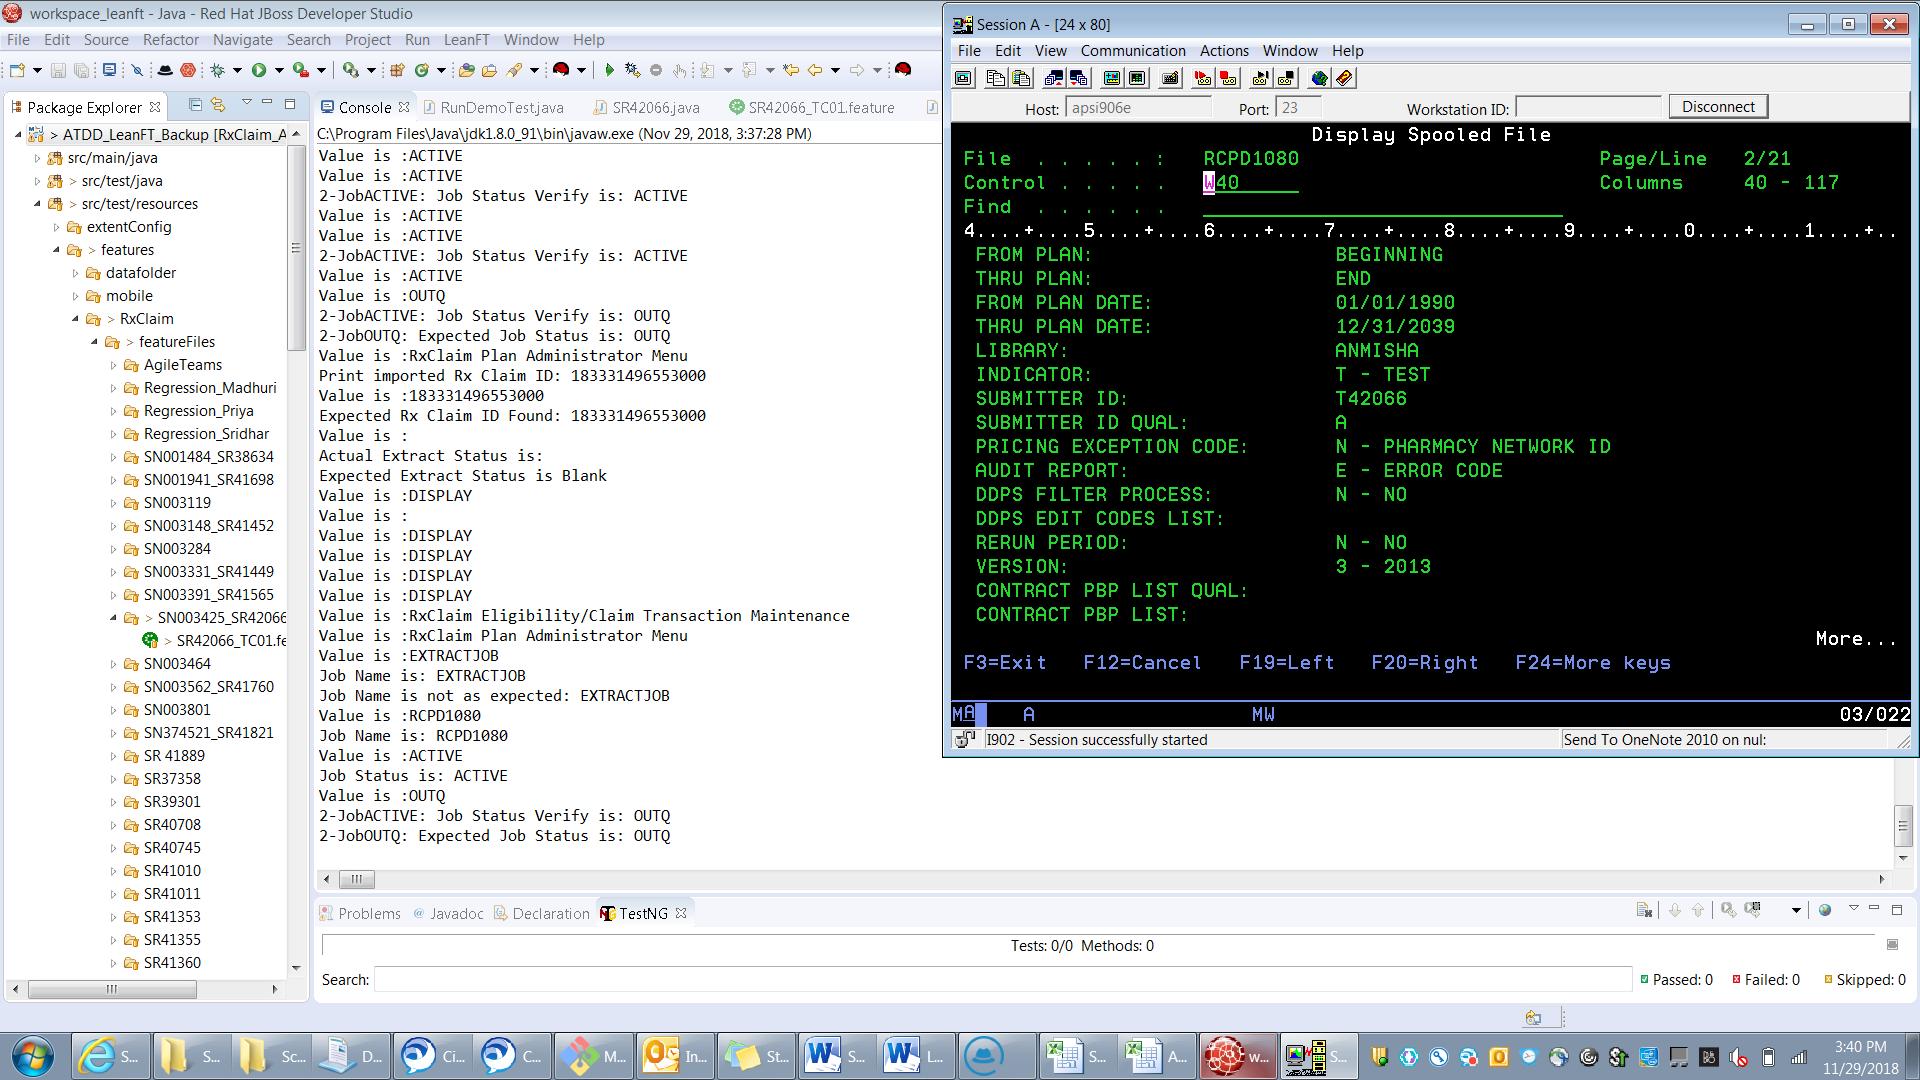 workspace_leanft - Java - Red Hat JBoss Developer Studio
File Edit Source Refactor Navigate Search Project Run LeanFT Window Help
Package Explorer
ATDD_LeanFT_Backup [RxClaim_A
src/main/java
> src/test/java
> src/test/resources
extentConfig
> features
datafolder
mobile
> RxClaim
> featureFiles
AgileTeams
Regression_Madhuri
Regression_Priya
Regression_Sridhar
SN001484_SR38634
SN001941_SR41698
SN003119
SN003148_SR41452
SN003284
SN003331_SR41449
SN003391_SR41565
> SN003425_SR42066
> SR42066_TC01.fe
SN003464
SN003562_SR41760
SN003801
SN374521_SR41821
SR 41889
SR37358
SR39301
SR40708
SR40745
SR41010
SR41011
SR41353
SR41355
SR41360
Console RunDemoTest.java SR42066.java SR42066_TC01.feature
C:\Program Files\Java\jdk1.8.0_91\bin\javaw.exe (Nov 29, 2018, 3:37:28 PM)
Value is :ACTIVE
Value is :ACTIVE
2-JobACTIVE: Job Status Verify is: ACTIVE
Value is :ACTIVE
Value is :ACTIVE
2-JobACTIVE: Job Status Verify is: ACTIVE
Value is :ACTIVE
Value is :OUTQ
2-JobACTIVE: Job Status Verify is: OUTQ
2-JobOUTQ: Expected Job Status is: OUTQ
Value is :RxClaim Plan Administrator Menu
Print imported Rx Claim ID: 183331496553000
Value is :183331496553000
Expected Rx Claim ID Found: 183331496553000
Value is :
Actual Extract Status is:
Expected Extract Status is Blank
Value is :DISPLAY
Value is :
Value is :DISPLAY
Value is :DISPLAY
Value is :DISPLAY
Value is :DISPLAY
Value is :RxClaim Eligibility/Claim Transaction Maintenance
Value is :RxClaim Plan Administrator Menu
Value is :EXTRACTJOB
Job Name is: EXTRACTJOB
Job Name is not as expected: EXTRACTJOB
Value is :RCPD1080
Job Name is: RCPD1080
Value is :ACTIVE
Job Status is: ACTIVE
Value is :OUTQ
2-JobACTIVE: Job Status Verify is: OUTQ
2-JobOUTQ: Expected Job Status is: OUTQ
Problems @ Javadoc Declaration TestNG
Tests: 0/0 Methods: 0
Search:
Passed: 0 Failed: 0 Skipped: 0
Session A - [24 x 80]
File Edit View Communication Actions Window Help
Host: apsi906e Port: 23 Workstation ID: Disconnect
Display Spooled File
File . . . . . : RCPD1080 Page/Line 2/21
Control . . . . . W40 Columns 40 - 117
Find . . . . . .
4....+....5....+....6....+....7....+....8....+....9....+....0....+....1....+..
FROM PLAN: BEGINNING
THRU PLAN: END
FROM PLAN DATE: 01/01/1990
THRU PLAN DATE: 12/31/2039
LIBRARY: ANMISHA
INDICATOR: T - TEST
SUBMITTER ID: T42066
SUBMITTER ID QUAL: A
PRICING EXCEPTION CODE: N - PHARMACY NETWORK ID
AUDIT REPORT: E - ERROR CODE
DDPS FILTER PROCESS: N - NO
DDPS EDIT CODES LIST:
RERUN PERIOD: N - NO
VERSION: 3 - 2013
CONTRACT PBP LIST QUAL:
CONTRACT PBP LIST:
More...
F3=Exit F12=Cancel F19=Left F20=Right F24=More keys
MA A MW 03/022
I902 - Session successfully started Send To OneNote 2010 on nul:
S... S... Sc... D... Ci... C... M... In... St... S... L... S... A... w... S...
3:40 PM
11/29/2018